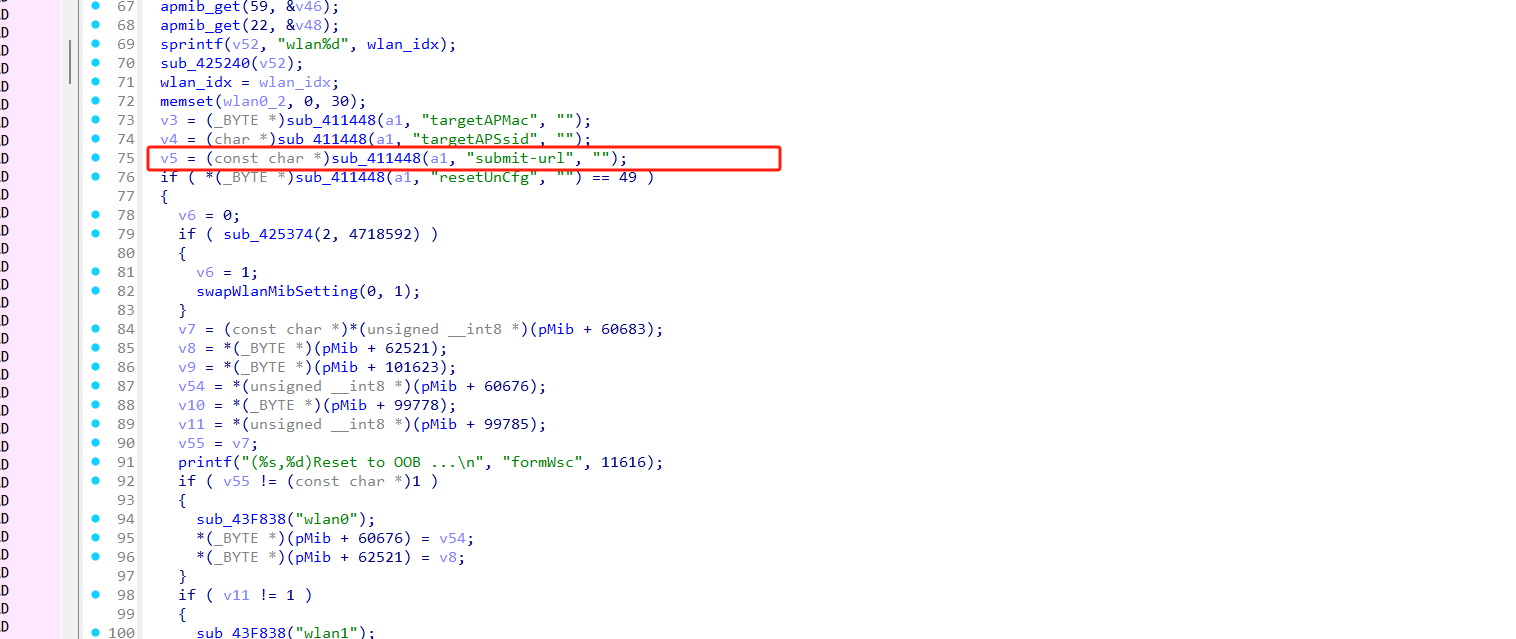 67 apmib_get(59, &v46);
68 apmib_get(22, &v48);
69 sprintf(v52, "wlan%d", wlan_idx);
70 sub_425240(v52);
71 wlan_idx = wlan_idx;
72 memset(wlan0_2, 0, 30);
73 v3 = (_BYTE *)sub_411448(a1, "targetAPMac", "");
74 v4 = (char *)sub_411448(a1, "targetAPSsid", "");
75 v5 = (const char *)sub_411448(a1, "submit-url", "");
76 if ( *(_BYTE *)sub_411448(a1, "resetUnCfg", "") == 49 )
77 {
78 v6 = 0;
79 if ( sub_425374(2, 4718592) )
80 {
81 v6 = 1;
82 swapWlanMibSetting(0, 1);
83 }
84 v7 = (const char *)*(unsigned __int8 *)(pMib + 60683);
85 v8 = *(_BYTE *)(pMib + 62521);
86 v9 = *(_BYTE *)(pMib + 101623);
87 v54 = *(unsigned __int8 *)(pMib + 60676);
88 v10 = *(_BYTE *)(pMib + 99778);
89 v11 = *(unsigned __int8 *)(pMib + 99785);
90 v55 = v7;
91 printf("(%s,%d)Reset to OOB ...\n", "formWsc", 11616);
92 if ( v55 != (const char *)1 )
93 {
94 sub_43F838("wlan0");
95 *(_BYTE *)(pMib + 60676) = v54;
96 *(_BYTE *)(pMib + 62521) = v8;
97 }
98 if ( v11 != 1 )
99 {
100 sub_43F838("wlan1");